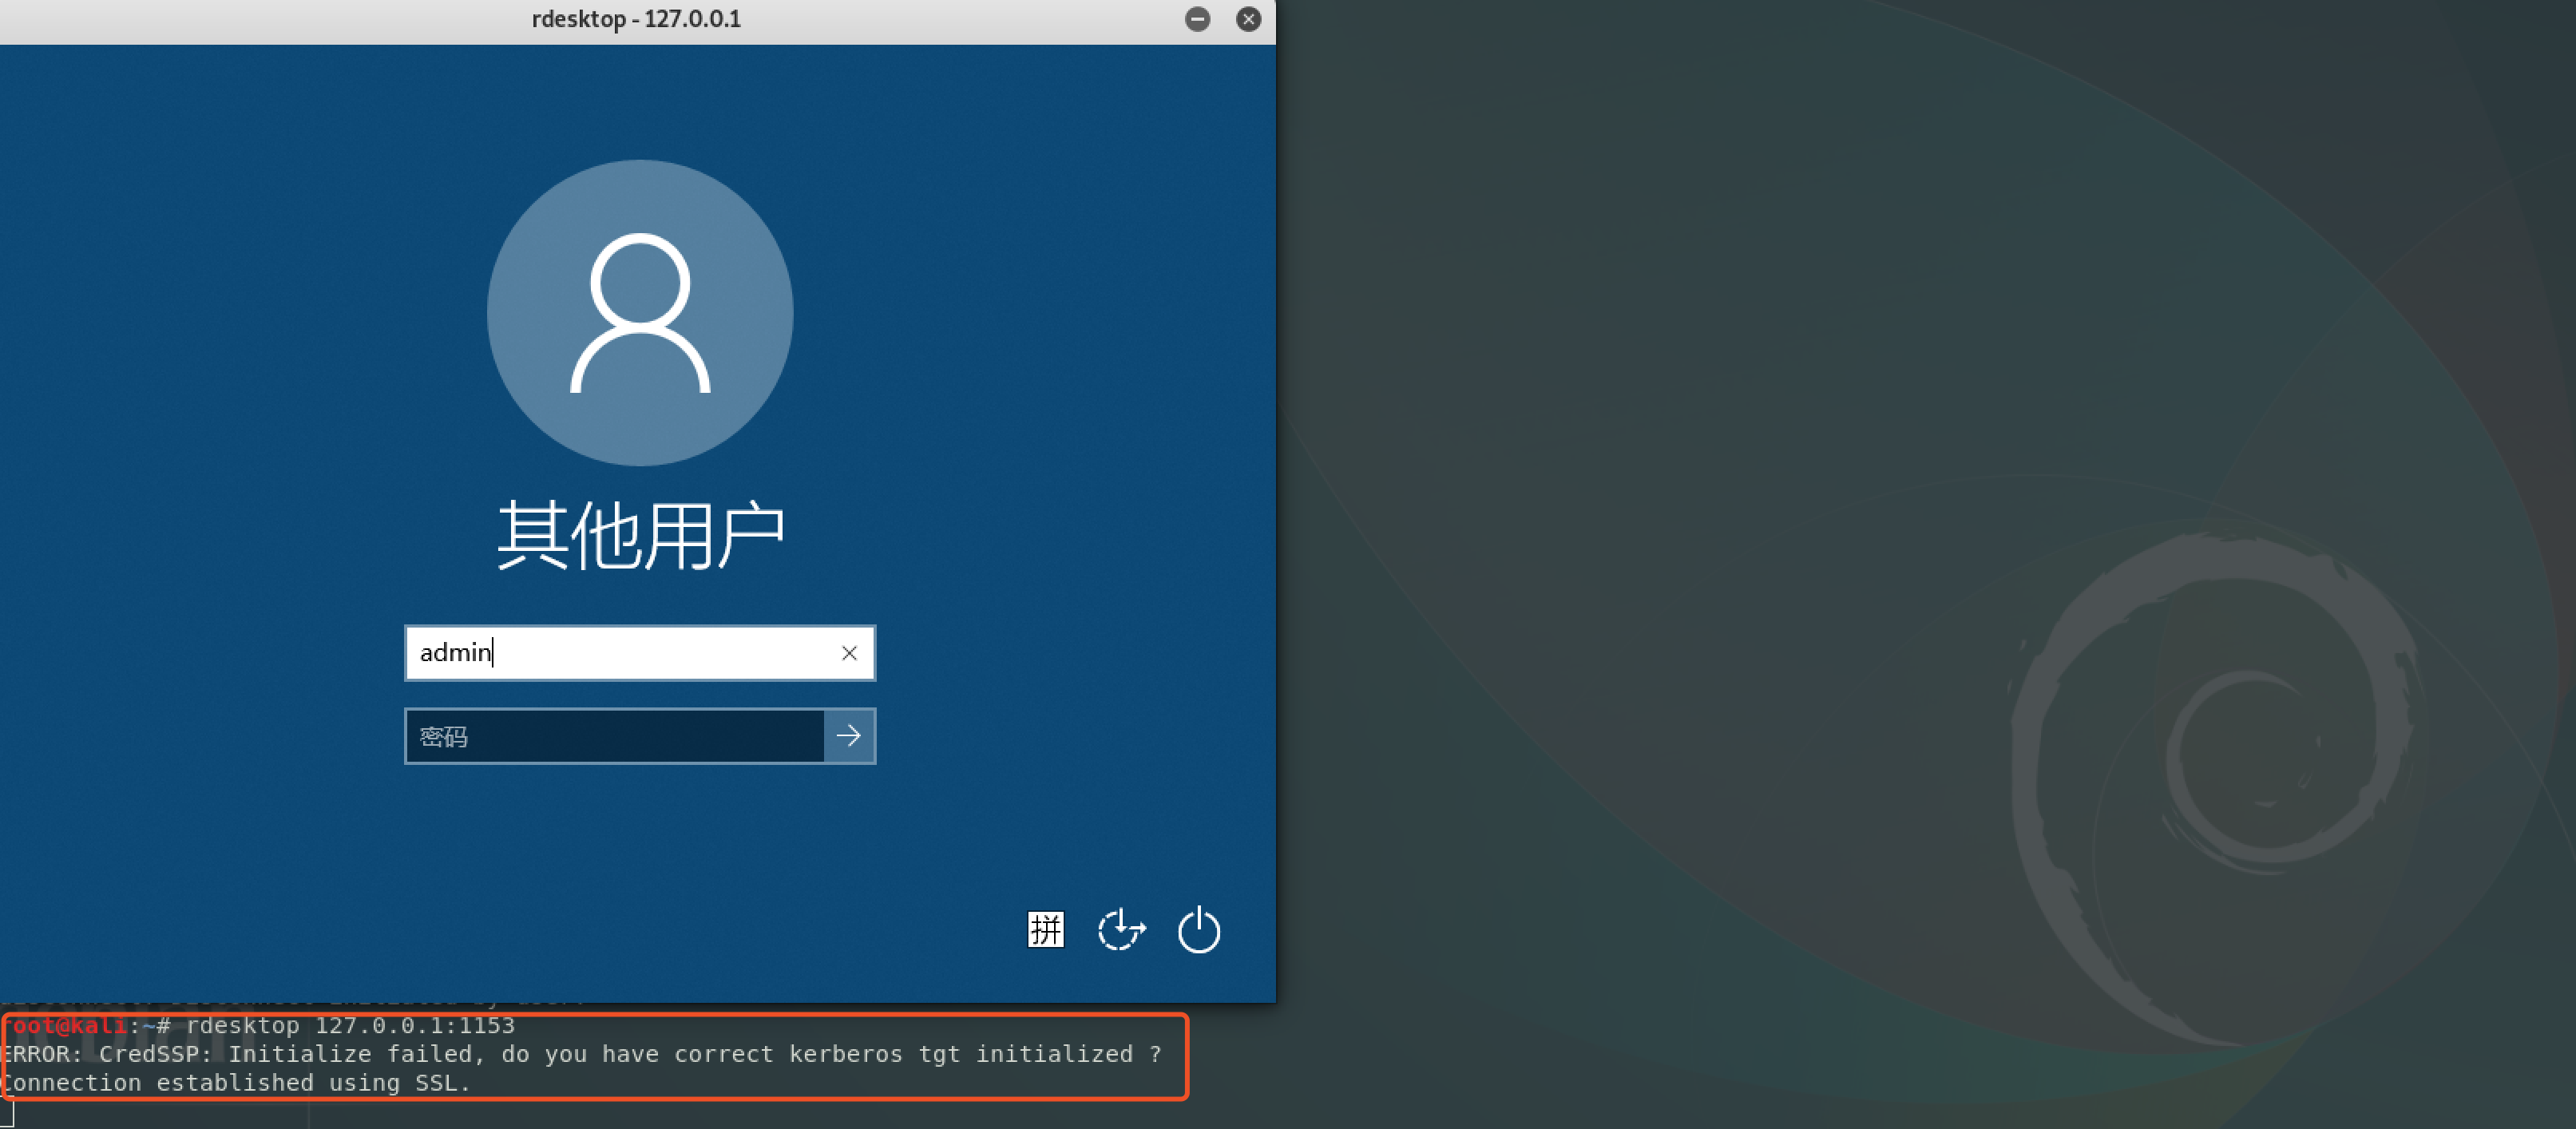 rdesktop - 127.0.0.1
其他用户
admin
密码
拼
root@kali:~# rdesktop 127.0.0.1:1153
ERROR: CredSSP: Initialize failed, do you have correct kerberos tgt initialized ?
Connection established using SSL.